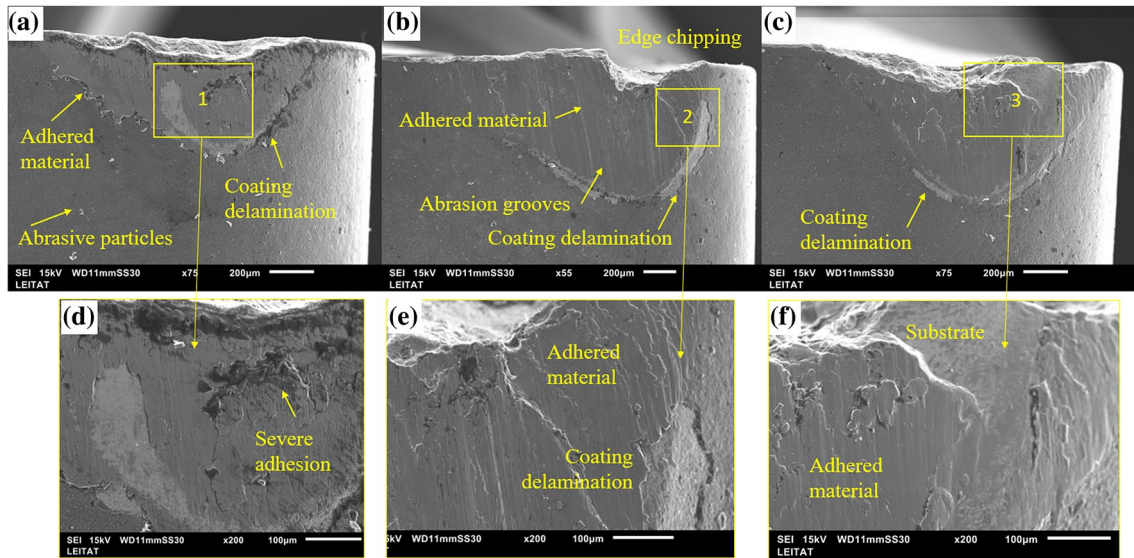 (a)
1
Adhered
material
Coating
delamination
Abrasive particles
SEI 15kV WD11mmSS30 x75 200μm
LEITAT
(b)
Edge chipping
Adhered material
2
Abrasion grooves
Coating delamination
SEI 15kV WD11mmSS30 x55 200μm
LEITAT
(c)
3
Coating
delamination
SEI 15kV WD11mmSS30 x75 200μm
LEITAT
(d)
Severe
adhesion
SEI 15kV WD11mmSS30 x200 100μm
LEITAT
(e)
Adhered
material
Coating
delamination
SEI 15kV WD11mmSS30 x200 100μm
LEITAT
(f)
Substrate
Adhered
material
SEI 15kV WD11mmSS30 x200 100μm
LEITAT